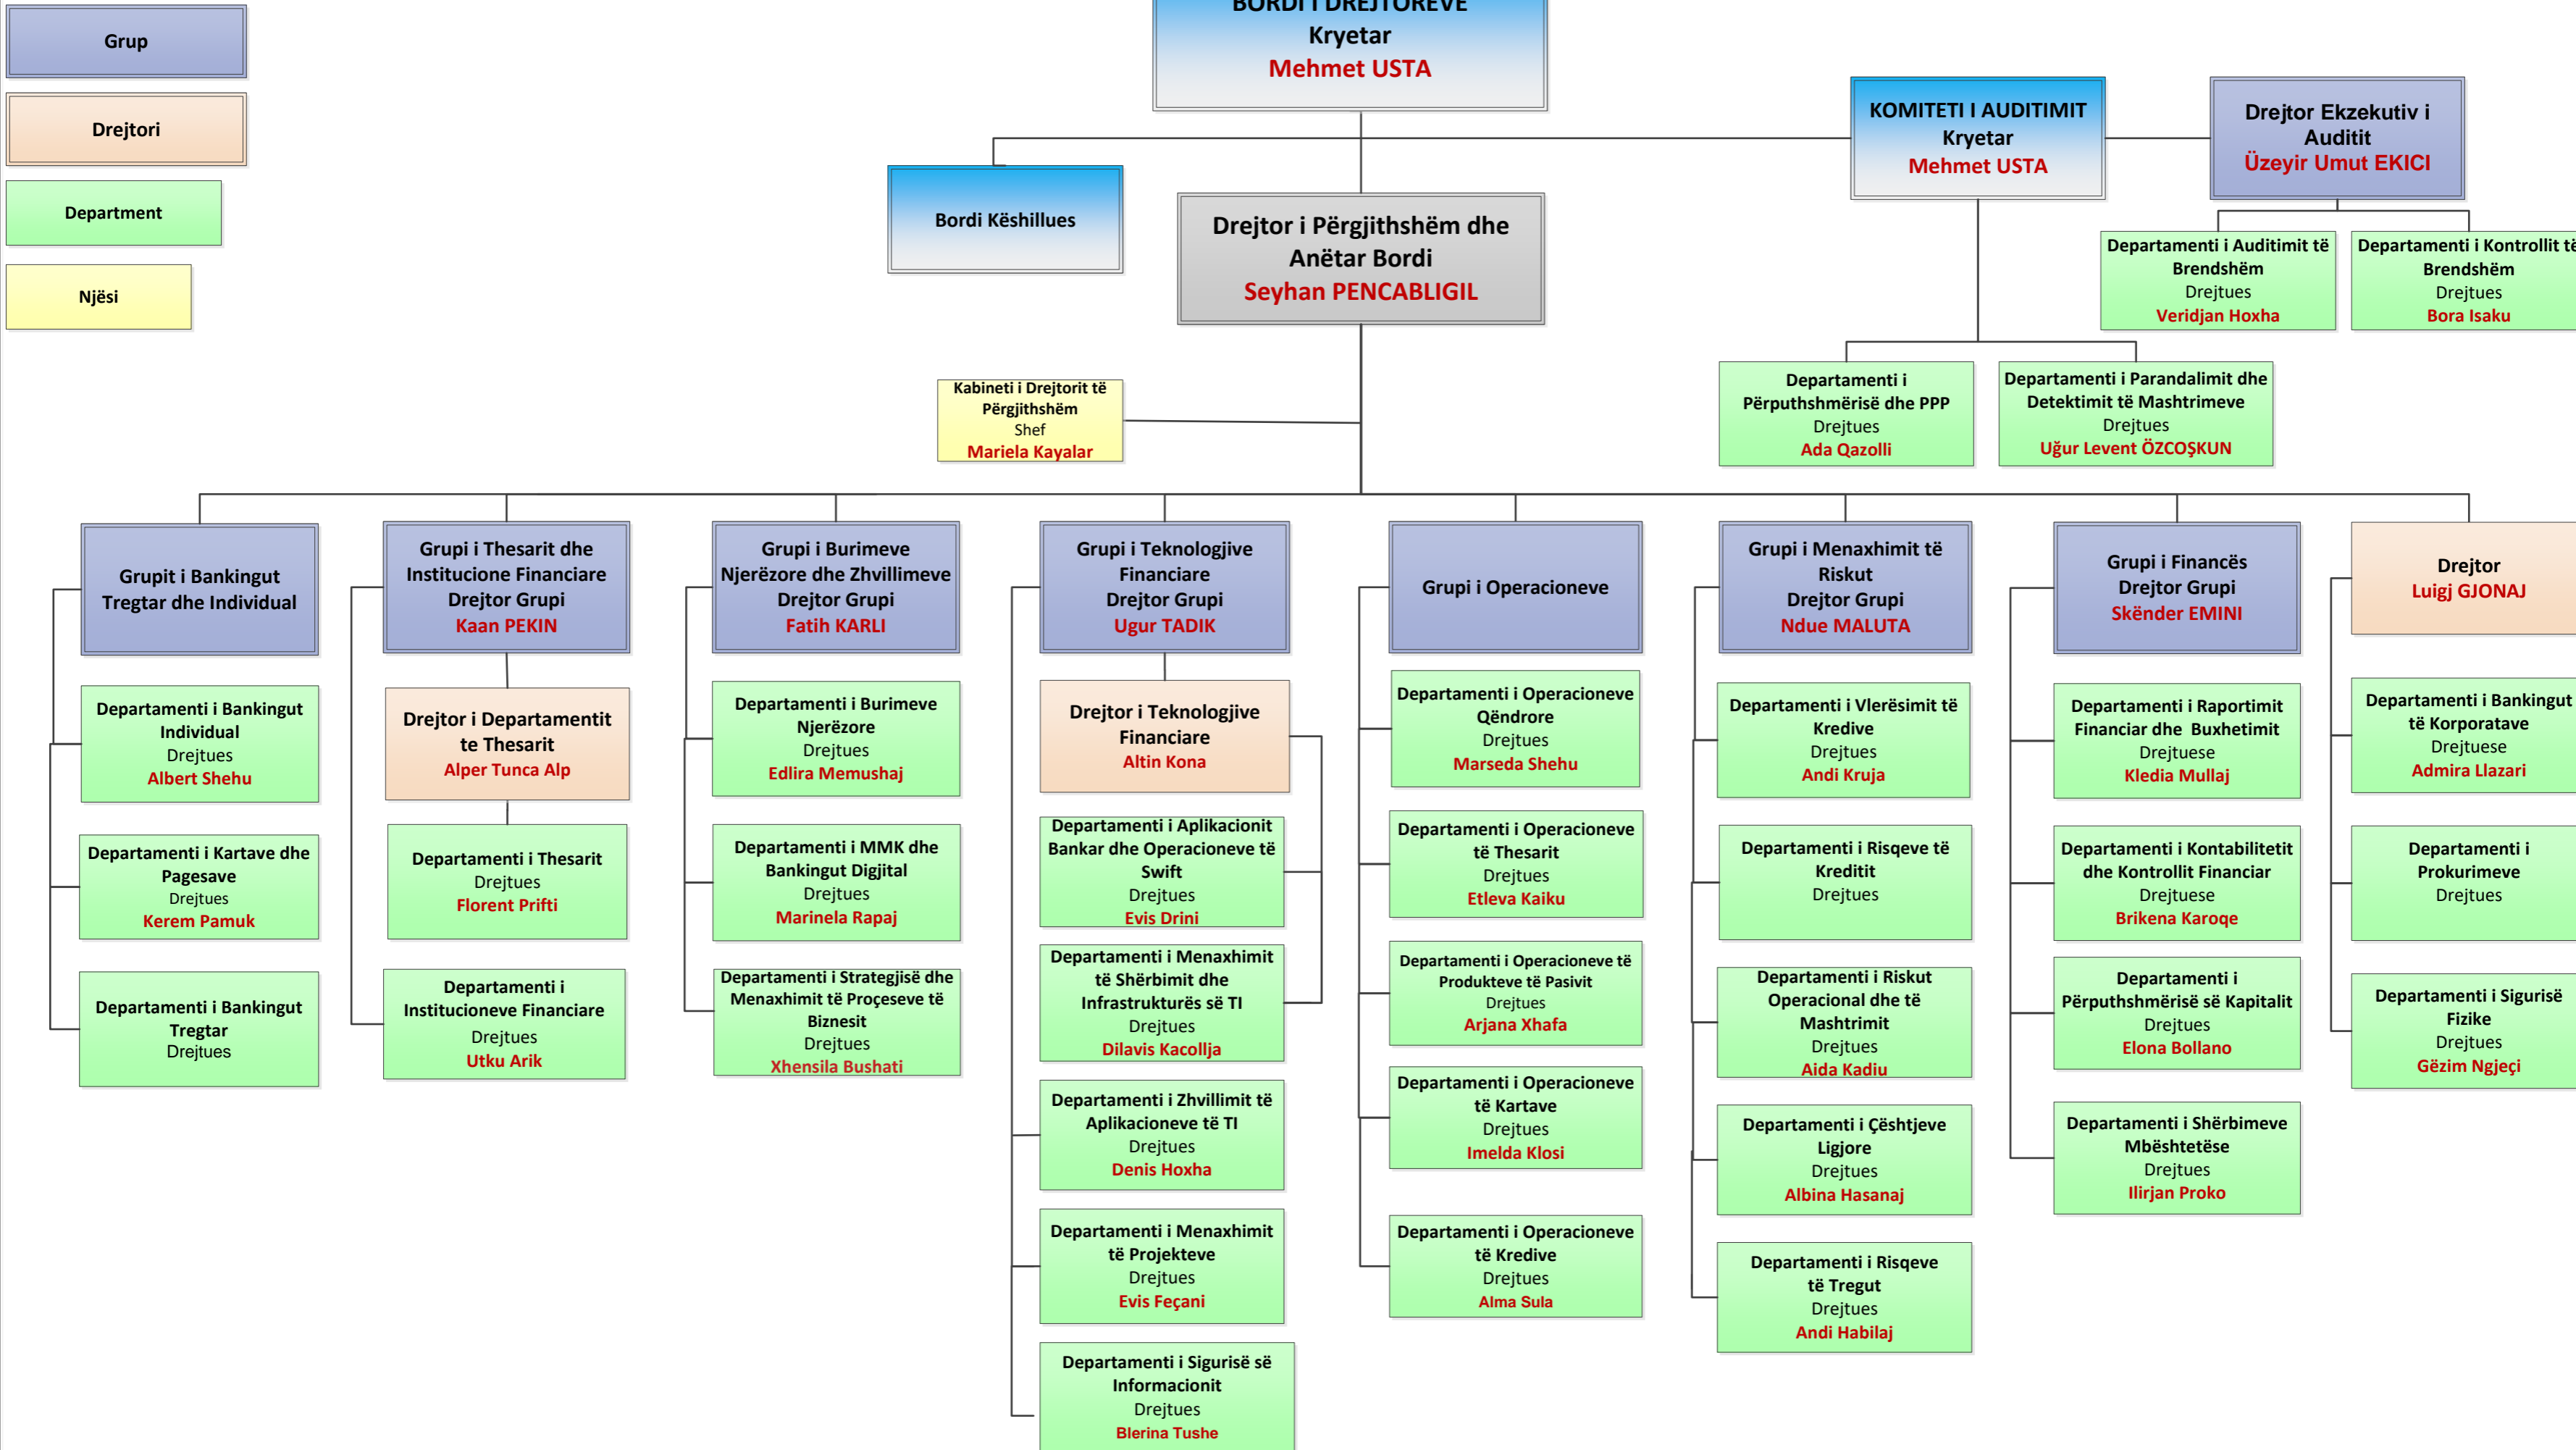 Grup
Drejtori
Department
Njësi
BORDI I DREJTOREVE
Kryetar
Mehmet USTA
KOMITETI I AUDITIMIT
Kryetar
Mehmet USTA
Drejtor Ekzekutiv i
Auditit
Üzeyir Umut EKICI
Bordi Këshillues
Drejtor i Përgjithshëm dhe
Anëtar Bordi
Seyhan PENCABLIGIL
Departamenti i Auditimit të
Brendshëm
Drejtues
Veridjan Hoxha
Departamenti i Kontrollit të
Brendshëm
Drejtues
Bora Isaku
Kabineti i Drejtorit të
Përgjithshëm
Shef
Mariela Kayalar
Departamenti i
Përputhshmërisë dhe PPP
Drejtues
Ada Qazolli
Departamenti i Parandalimit dhe
Detektimit të Mashtrimeve
Drejtues
Uğur Levent ÖZCOŞKUN
Grupit i Bankingut
Tregtar dhe Individual
Departamenti i Bankingut
Individual
Drejtues
Albert Shehu
Departamenti i Kartave dhe
Pagesave
Drejtues
Kerem Pamuk
Departamenti i Bankingut
Tregtar
Drejtues
Grupi i Thesarit dhe
Institucione Financiare
Drejtor Grupi
Kaan PEKIN
Drejtor i Departamentit
te Thesarit
Alper Tunca Alp
Departamenti i Thesarit
Drejtues
Florent Prifti
Departamenti i
Institucioneve Financiare
Drejtues
Utku Arik
Grupi i Burimeve
Njerëzore dhe Zhvillimeve
Drejtor Grupi
Fatih KARLI
Departamenti i Burimeve
Njerëzore
Drejtues
Edlira Memushaj
Departamenti i MMK dhe
Bankingut Digjital
Drejtues
Marinela Rapaj
Departamenti i Strategjisë dhe
Menaxhimit të Proçeseve të
Biznesit
Drejtues
Xhensila Bushati
Grupi i Teknologjive
Financiare
Drejtor Grupi
Ugur TADIK
Drejtor i Teknologjive
Financiare
Altin Kona
Departamenti i Aplikacionit
Bankar dhe Operacioneve të
Swift
Drejtues
Evis Drini
Departamenti i Menaxhimit
të Shërbimit dhe
Infrastrukturës së TI
Drejtues
Dilavis Kacollja
Departamenti i Zhvillimit të
Aplikacioneve të TI
Drejtues
Denis Hoxha
Departamenti i Menaxhimit
të Projekteve
Drejtues
Evis Feçani
Departamenti i Sigurisë së
Informacionit
Drejtues
Blerina Tushe
Grupi i Operacioneve
Departamenti i Operacioneve
Qëndrore
Drejtues
Marseda Shehu
Departamenti i Operacioneve
të Thesarit
Drejtues
Etleva Kaiku
Departamenti i Operacioneve të
Produkteve të Pasivit
Drejtues
Arjana Xhafa
Departamenti i Operacioneve
të Kartave
Drejtues
Imelda Klosi
Departamenti i Operacioneve
të Kredive
Drejtues
Alma Sula
Grupi i Menaxhimit të
Riskut
Drejtor Grupi
Ndue MALUTA
Departamenti i Vlerësimit të
Kredive
Drejtues
Andi Kruja
Departamenti i Risqeve të
Kreditit
Drejtues
Departamenti i Riskut
Operacional dhe të
Mashtrimit
Drejtues
Aida Kadiu
Departamenti i Çështjeve
Ligjore
Drejtues
Albina Hasanaj
Departamenti i Risqeve
të Tregut
Drejtues
Andi Habilaj
Grupi i Financës
Drejtor Grupi
Skënder EMINI
Departamenti i Raportimit
Financiar dhe Buxhetimit
Drejtuese
Kledia Mullaj
Departamenti i Kontabilitetit
dhe Kontrollit Financiar
Drejtuese
Brikena Karoqe
Departamenti i
Përputhshmërisë së Kapitalit
Drejtues
Elona Bollano
Departamenti i Shërbimeve
Mbështetëse
Drejtues
Ilirjan Proko
Drejtor
Luigj GJONAJ
Departamenti i Bankingut
të Korporatave
Drejtuese
Admira Llazari
Departamenti i
Prokurimeve
Drejtues
Departamenti i Sigurisë
Fizike
Drejtues
Gëzim Ngjeçi